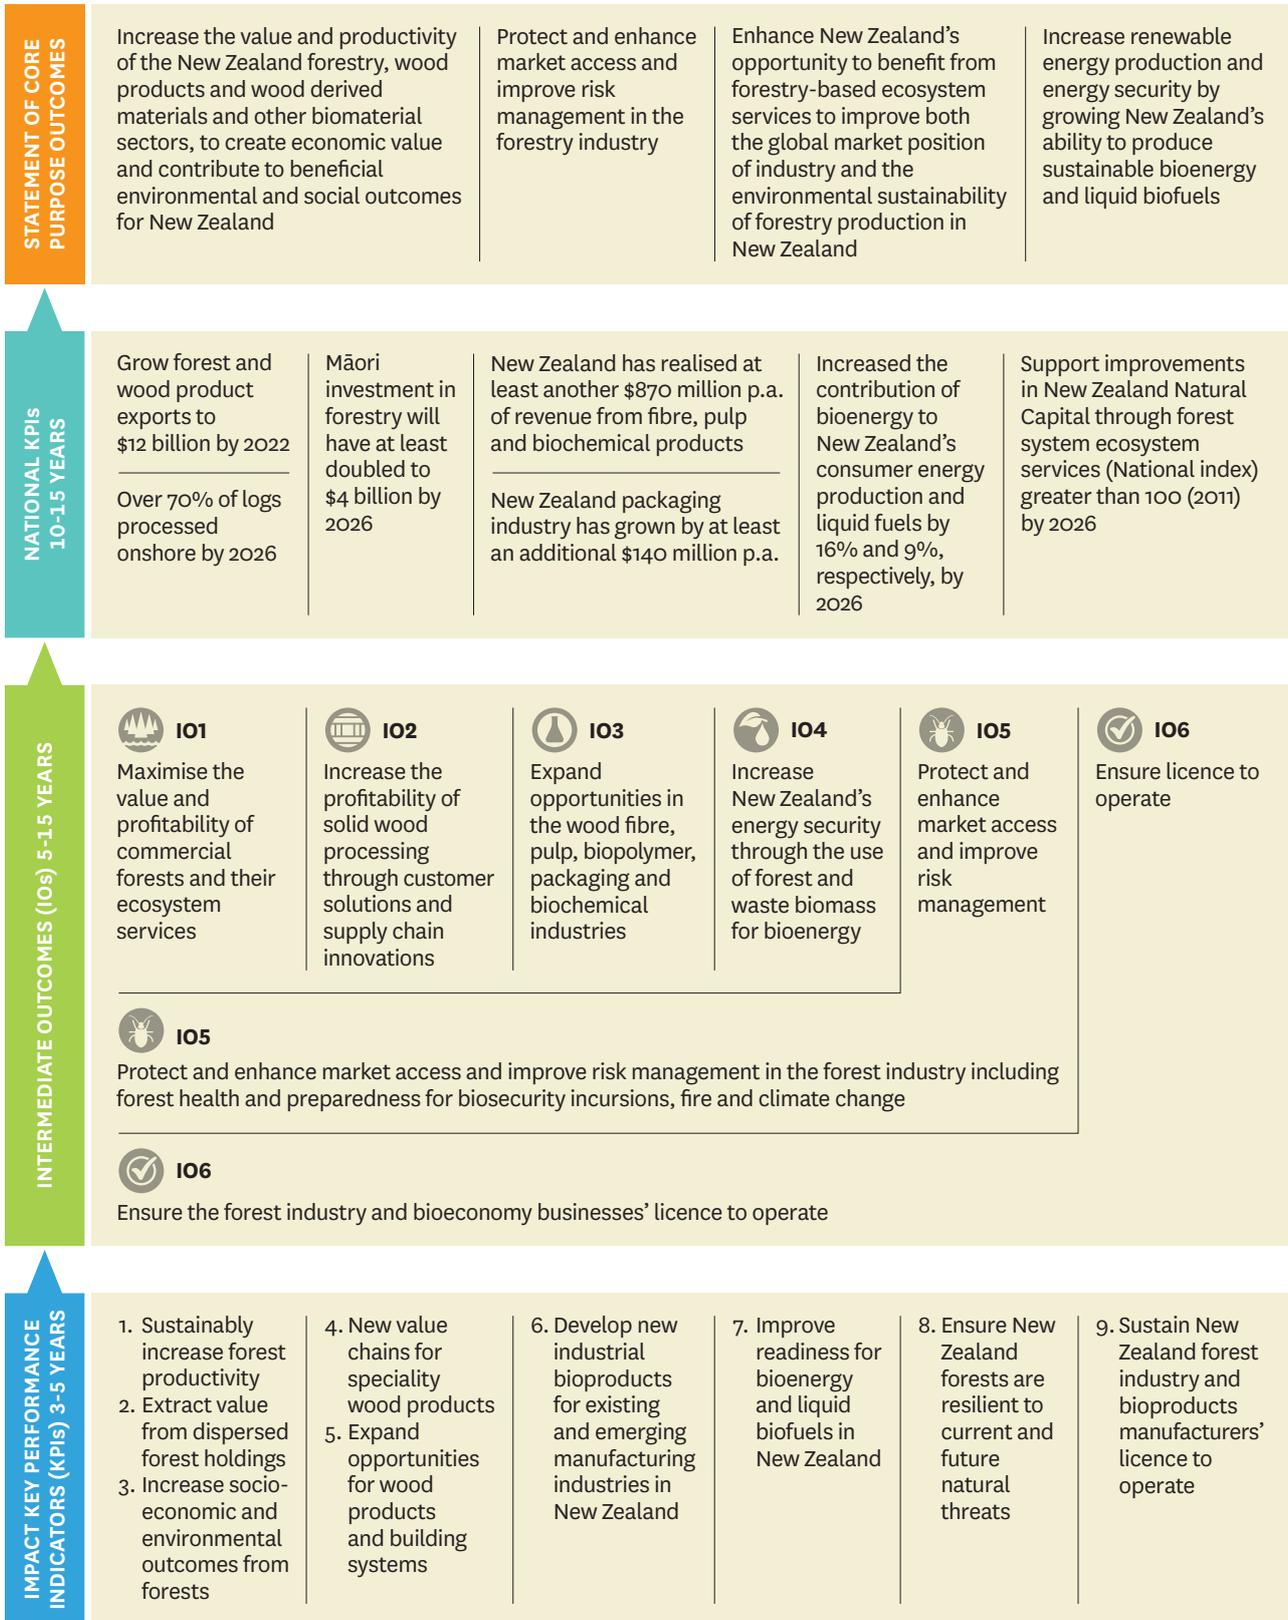 STATEMENT OF CORE
PURPOSE OUTCOMES
Increase the value and productivity
of the New Zealand forestry, wood
products and wood derived
materials and other biomaterial
sectors, to create economic value
and contribute to beneficial
environmental and social outcomes
for New Zealand
Protect and enhance
market access and
improve risk
management in the
forestry industry
Enhance New Zealand’s
opportunity to benefit from
forestry-based ecosystem
services to improve both
the global market position
of industry and the
environmental sustainability
of forestry production in
New Zealand
Increase renewable
energy production and
energy security by
growing New Zealand’s
ability to produce
sustainable bioenergy
and liquid biofuels
NATIONAL KPIs
10-15 YEARS
Grow forest and
wood product
exports to
$12 billion by 2022
Over 70% of logs
processed
onshore by 2026
Māori
investment in
forestry will
have at least
doubled to
$4 billion by
2026
New Zealand has realised at
least another $870 million p.a.
of revenue from fibre, pulp
and biochemical products
New Zealand packaging
industry has grown by at least
an additional $140 million p.a.
Increased the
contribution of
bioenergy to
New Zealand’s
consumer energy
production and
liquid fuels by
16% and 9%,
respectively, by
2026
Support improvements
in New Zealand Natural
Capital through forest
system ecosystem
services (National index)
greater than 100 (2011)
by 2026
INTERMEDIATE OUTCOMES (IOs) 5-15 YEARS
IO1
Maximise the
value and
profitability of
commercial
forests and their
ecosystem
services
IO2
Increase the
profitability of
solid wood
processing
through customer
solutions and
supply chain
innovations
IO3
Expand
opportunities in
the wood fibre,
pulp, biopolymer,
packaging and
biochemical
industries
IO4
Increase
New Zealand’s
energy security
through the use
of forest and
waste biomass
for bioenergy
IO5
Protect and
enhance
market access
and improve
risk
management
IO6
Ensure licence to
operate
IO5
Protect and enhance market access and improve risk management in the forest industry including
forest health and preparedness for biosecurity incursions, fire and climate change
IO6
Ensure the forest industry and bioeconomy businesses’ licence to operate
IMPACT KEY PERFORMANCE
INDICATORS (KPIs) 3-5 YEARS
1. Sustainably
increase forest
productivity
2. Extract value
from dispersed
forest holdings
3. Increase socio-
economic and
environmental
outcomes from
forests
4. New value
chains for
speciality
wood products
5. Expand
opportunities
for wood
products
and building
systems
6. Develop new
industrial
bioproducts
for existing
and emerging
manufacturing
industries in
New Zealand
7. Improve
readiness for
bioenergy
and liquid
biofuels in
New Zealand
8. Ensure New
Zealand
forests are
resilient to
current and
future
natural
threats
9. Sustain New
Zealand forest
industry and
bioproducts
manufacturers’
licence to
operate